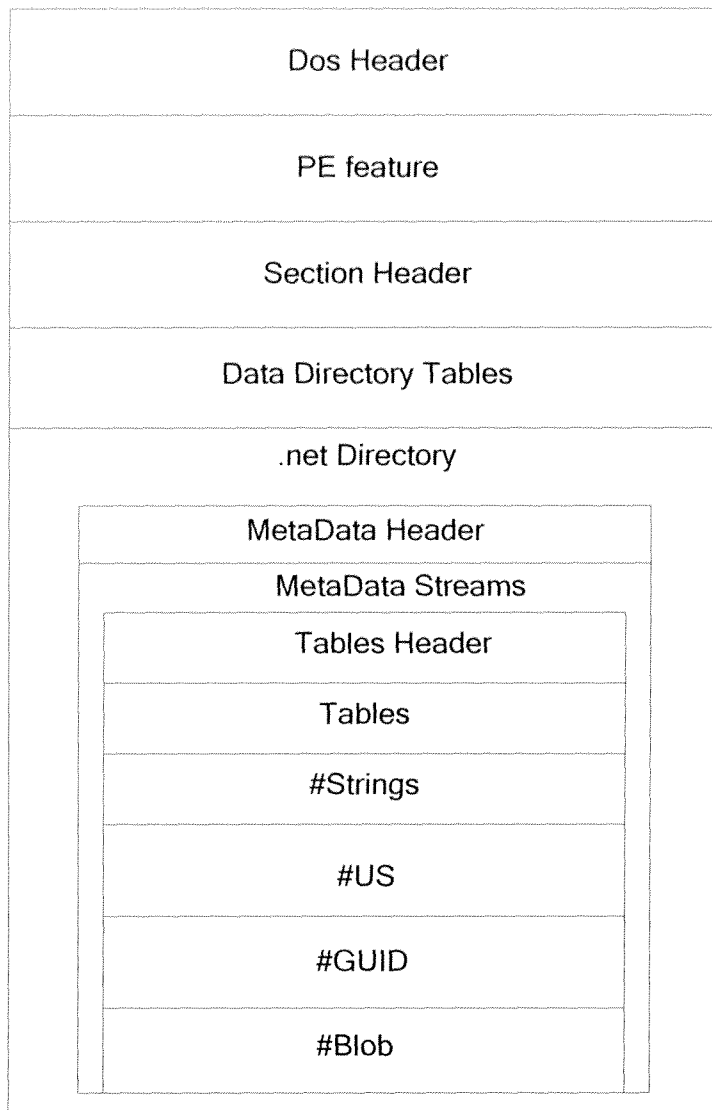 Dos Header
PE feature
Section Header
Data Directory Tables
.net Directory
MetaData Header
MetaData Streams
Tables Header
Tables
#Strings
#US
#GUID
#Blob